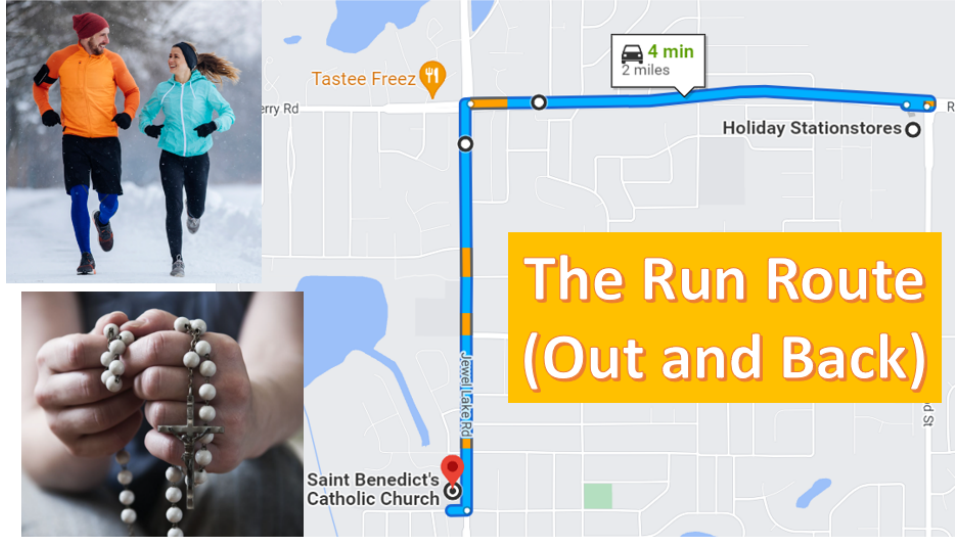 Tastee Freez
4 min
2 miles
erry Rd
R
Holiday Stationstores
The Run Route
(Out and Back)
Jewel Lake Rd
d St
Saint Benedict's
Catholic Church